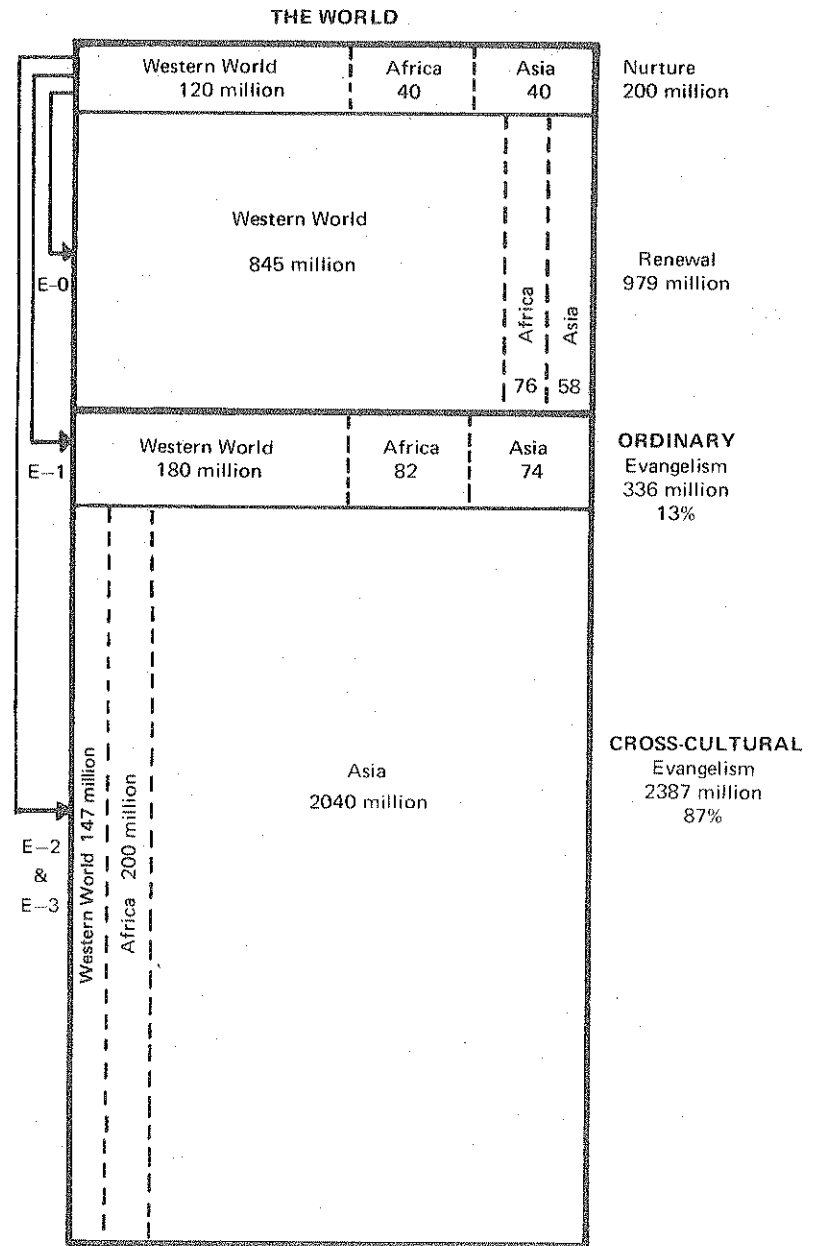 THE WORLD
Western World
120 million
Africa
40
Asia
40
Nurture
200 million
Western World
845 million
Africa
76
Asia
58
Renewal
979 million
E-0
Western World
180 million
Africa
82
Asia
74
ORDINARY
Evangelism
336 million
13%
E-1
Western World 147 million
Africa 200 million
Asia
2040 million
CROSS-CULTURAL
Evangelism
2387 million
87%
E-2
&
E-3